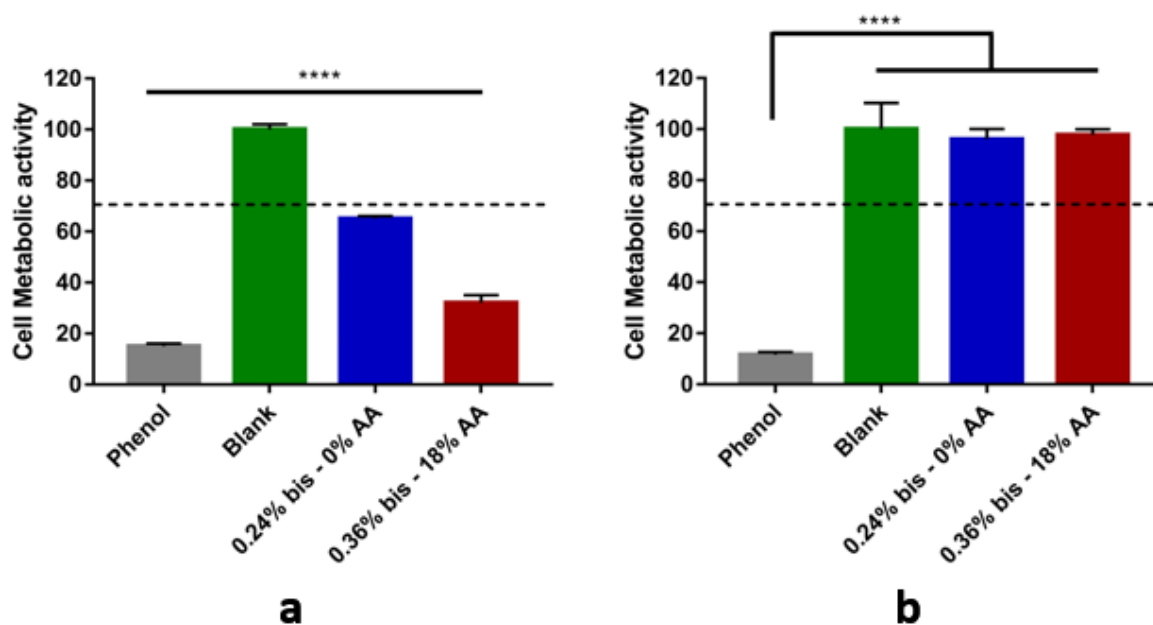 ****
120
100
80
60
40
20
0
Cell Metabolic activity
Phenol
Blank
0.24% bis - 0% AA
0.36% bis - 18% AA
a
****
120
100
80
60
40
20
0
Cell Metabolic activity
Phenol
Blank
0.24% bis - 0% AA
0.36% bis - 18% AA
b